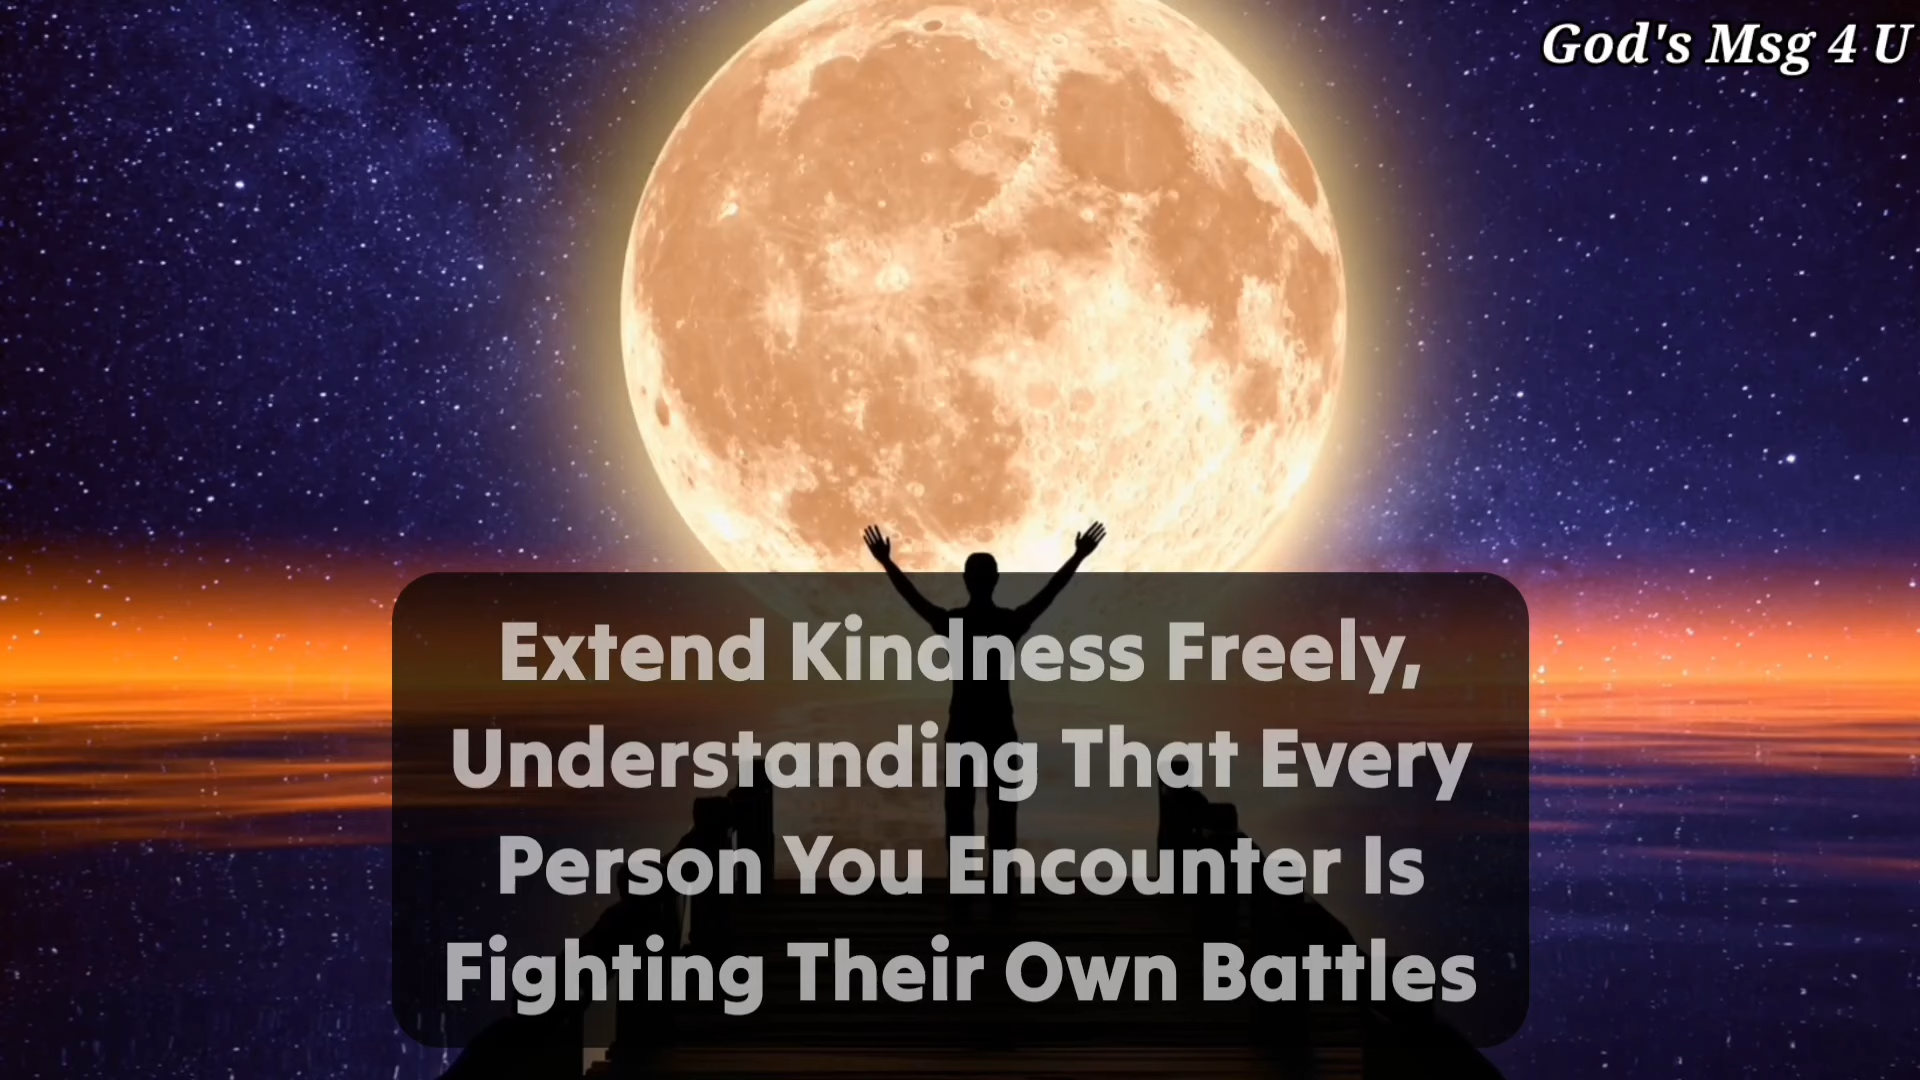 God's Msg 4 U
Extend Kindness Freely,
Understanding That Every
Person You Encounter Is
Fighting Their Own Battles